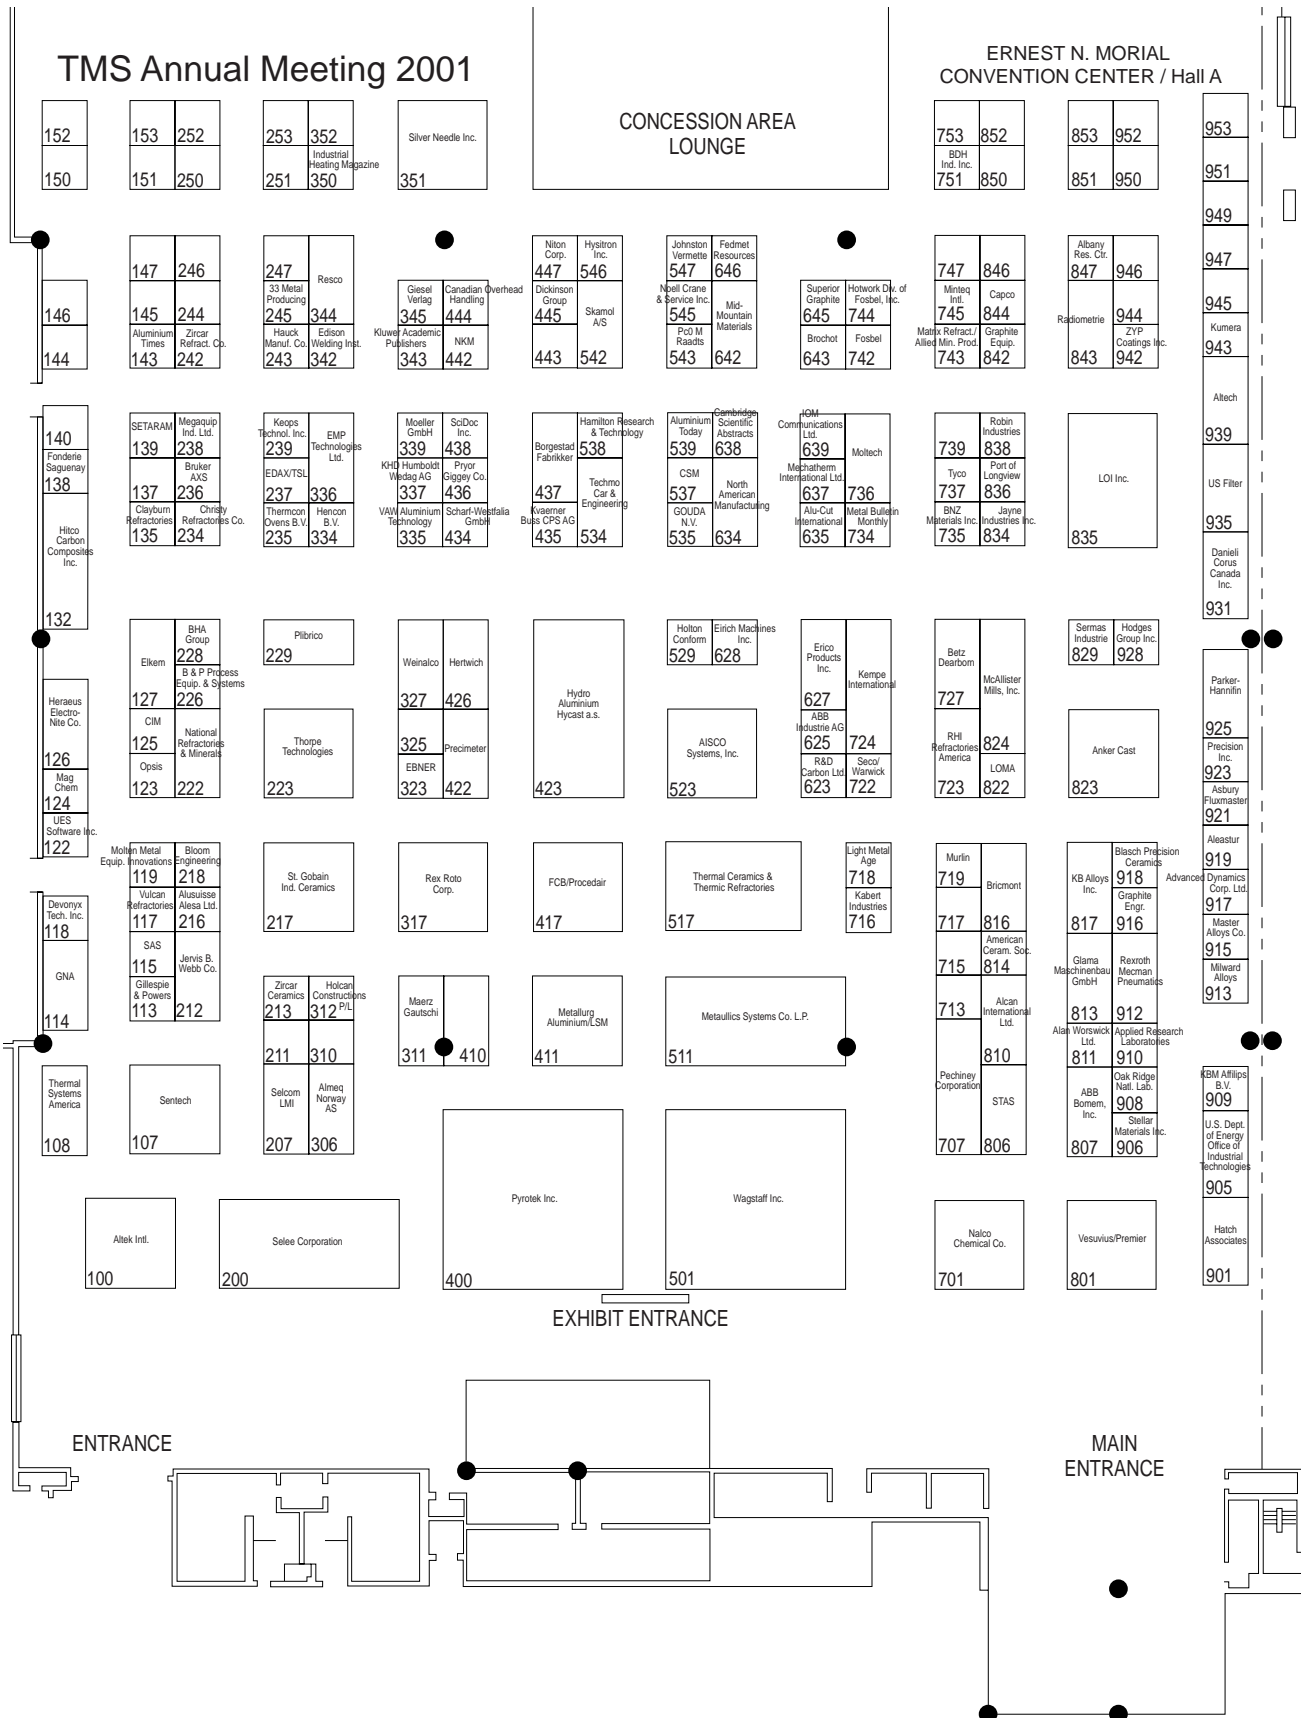 TMS Annual Meeting 2001
ERNEST N. MORIAL
CONVENTION CENTER / Hall A
CONCESSION AREA
LOUNGE
152
153
252
253
352
Silver Needle Inc.
351
753
852
853
952
953
150
151
250
251
Industrial
Heating Magazine
350
BDH
Ind. Inc.
751
850
851
950
951
949
947
945
Kumera
943
147
246
247
Resco
344
Niton
Corp.
447
Hysitron
Inc.
546
Johnston
Vermette
547
Fedmet
Resources
646
747
846
Albany
Res. Ctr.
847
946
146
145
244
33 Metal
Producing
245
Giesel
Verlag
345
Canadian Overhead
Handling
444
Dickinson
Group
445
Skamol
A/S
542
Noell Crane
& Service Inc.
545
Mid-
Mountain
Materials
642
Superior
Graphite
645
Hotwork Div. of
Fosbel, Inc.
744
Minteq
Intl.
745
Capco
844
Radiometrie
843
944
144
Aluminium
Times
143
Zircar
Refract. Co.
242
Hauck
Manuf. Co.
243
Edison
Welding Inst.
342
Kluwer Academic
Publishers
343
NKM
442
443
Pc0 M
Raadts
543
Brochot
643
Fosbel
742
Matrix Refract./
Allied Min. Prod.
743
Graphite
Equip.
842
ZYP
Coatings Inc.
942
Altech
939
140
SETARAM
139
Megaquip
Ind. Ltd.
238
Keops
Technol. Inc.
239
EMP
Technologies
Ltd.
336
Moeller
GmbH
339
SciDoc
Inc.
438
Borgestad
Fabrikker
437
Hamilton Research
& Technology
538
Aluminium
Today
539
Cambridge
Scientific
Abstracts
638
IOM
Communications
Ltd.
639
Moltech
736
739
Robin
Industries
838
LOI Inc.
835
Fonderie
Saguenay
138
137
Bruker
AXS
236
EDAX/TSL
237
KHD Humboldt
Wedag AG
337
Pryor
Giggey Co.
436
Techmo
Car &
Engineering
534
CSM
537
North
American
Manufacturing
634
Mechatherm
International Ltd.
637
Tyco
737
Port of
Longview
836
US Filter
935
Hitco
Carbon
Composites
Inc.
132
Clayburn
Refractories
135
Christy
Refractories Co.
234
Thermcon
Ovens B.V.
235
Hencon
B.V.
334
VAW Aluminium
Technology
335
Scharf-Westfalia
GmbH
434
Kvaerner
Buss CPS AG
435
GOUDA
N.V.
535
Alu-Cut
International
635
Metal Bulletin
Monthly
734
BNZ
Materials Inc.
735
Jayne
Industries Inc.
834
Danieli
Corus
Canada
Inc.
931
Elkem
127
BHA
Group
228
Plibrico
229
Weinalco
327
Hertwich
426
Hydro
Aluminium
Hycast a.s.
423
Holton
Conform
529
Eirich Machines
Inc.
628
Erico
Products
Inc.
627
Kempe
International
724
Betz
Dearborn
727
McAllister
Mills, Inc.
824
Sermas
Industrie
829
Hodges
Group Inc.
928
B & P Process
Equip. & Systems
226
Heraeus
Electro-
Nite Co.
126
Parker-
Hannifin
925
CIM
125
National
Refractories
& Minerals
222
Thorpe
Technologies
223
325
Precimeter
422
AISCO
Systems, Inc.
523
ABB
Industrie AG
625
RHI
Refractories
America
723
Anker Cast
823
Precision
Inc.
923
Opsis
123
EBNER
323
R&D
Carbon Ltd.
623
Seco/
Warwick
722
LOMA
822
Mag
Chem
124
Asbury
Fluxmaster
921
UES
Software Inc.
122
Molten Metal
Equip. Innovations
119
Bloom
Engineering
218
St. Gobain
Ind. Ceramics
217
Rex Roto
Corp.
317
FCB/Procedair
417
Thermal Ceramics &
Thermic Refractories
517
Light Metal
Age
718
Murlin
719
Bricmont
816
KB Alloys
Inc.
817
Blasch Precision
Ceramics
918
Aleastur
919
Vulcan
Refractories
117
Alusuisse
Alesa Ltd.
216
Kabert
Industries
716
717
Graphite
Engr.
916
Advanced Dynamics
Corp. Ltd.
917
Devonyx
Tech. Inc.
118
SAS
115
Jervis B.
Webb Co.
212
715
American
Ceram. Soc.
814
Glama
Maschinenbau
GmbH
813
Rexroth
Mecman
Pneumatics
912
Master
Alloys Co.
915
GNA
114
Gillespie
& Powers
113
Zircar
Ceramics
213
Holcan
Constructions
P/L
312
Maerz
Gautschi
311
410
Metallurg
Aluminium/LSM
411
Metaullics Systems Co. L.P.
511
713
Alcan
International
Ltd.
810
Milward
Alloys
913
211
310
Alan Worswick
Ltd.
811
Applied Research
Laboratories
910
Thermal
Systems
America
108
Sentech
107
Selcom
LMI
207
Almeq
Norway
AS
306
Pechiney
Corporation
707
STAS
806
ABB
Bomem,
Inc.
807
Oak Ridge
Natl. Lab.
908
KBM Affilips
B.V.
909
Stellar
Materials Inc.
906
U.S. Dept.
of Energy
Office of
Industrial
Technologies
905
Altek Intl.
100
Selee Corporation
200
Pyrotek Inc.
400
Wagstaff Inc.
501
Nalco
Chemical Co.
701
Vesuvius/Premier
801
Hatch
Associates
901
EXHIBIT ENTRANCE
ENTRANCE
MAIN
ENTRANCE